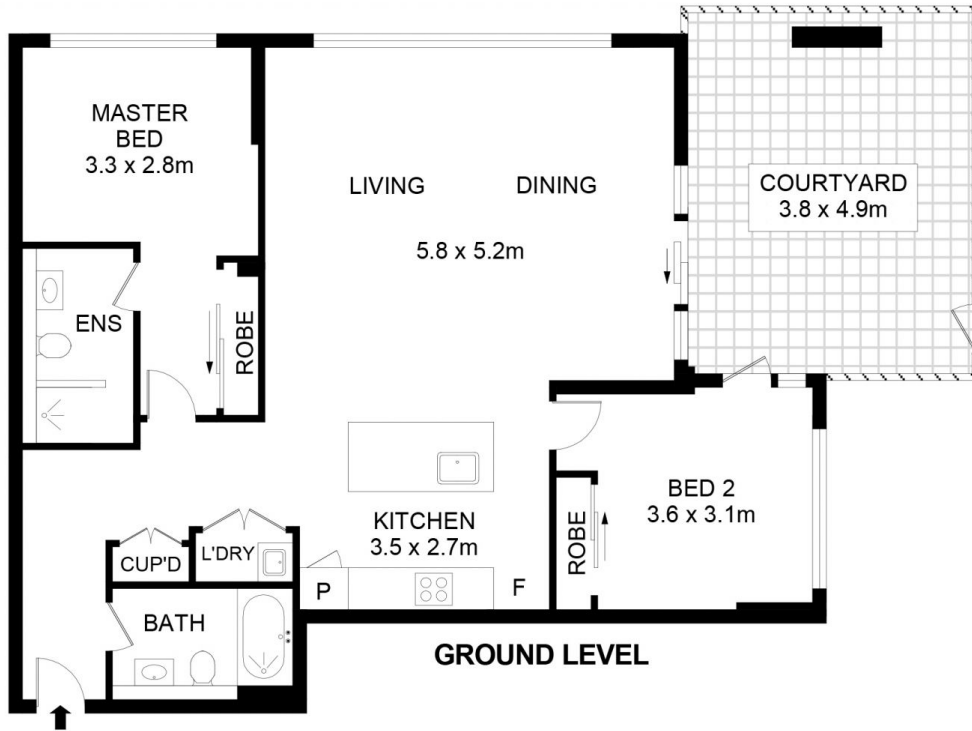 MASTER
BED
3.3 x 2.8m
LIVING
DINING
5.8 x 5.2m
COURTYARD
3.8 x 4.9m
ENS
ROBE
BED 2
3.6 x 3.1m
ROBE
KITCHEN
3.5 x 2.7m
CUP'D
L'DRY
P
F
BATH
GROUND LEVEL